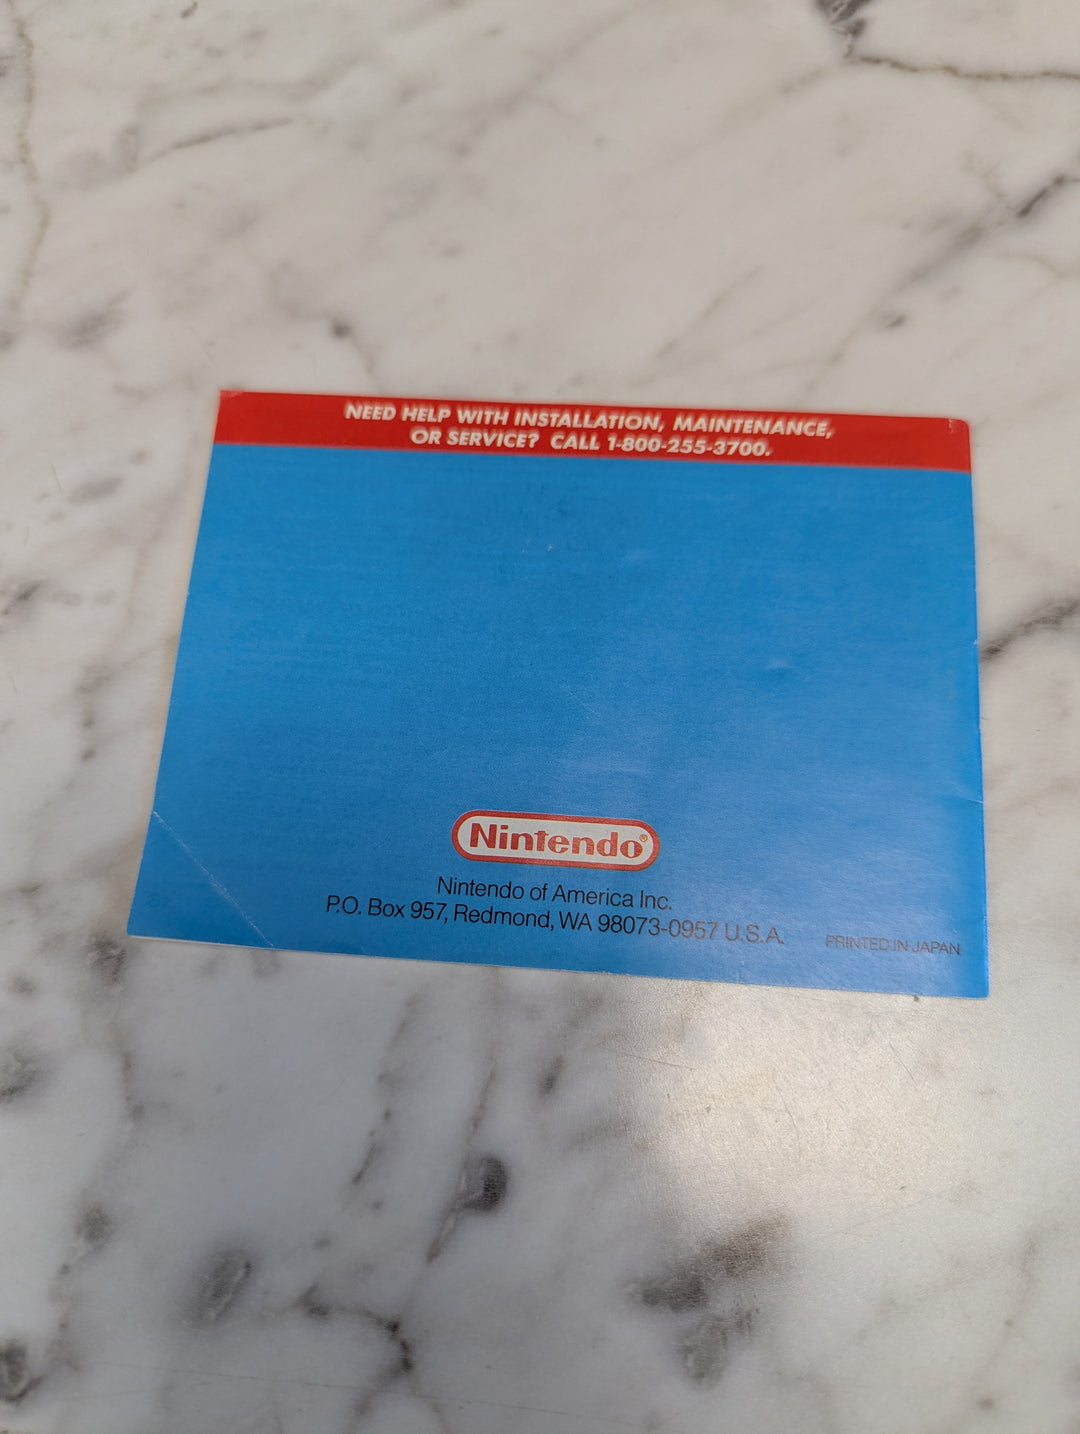 NEED HELP WITH INSTALLATION, MAINTENANCE,
OR SERVICE? CALL 1-800-255-3700.
Nintendo®
Nintendo of America Inc.
P.O. Box 957, Redmond, WA 98073-0957 U.S.A.
PRINTED IN JAPAN